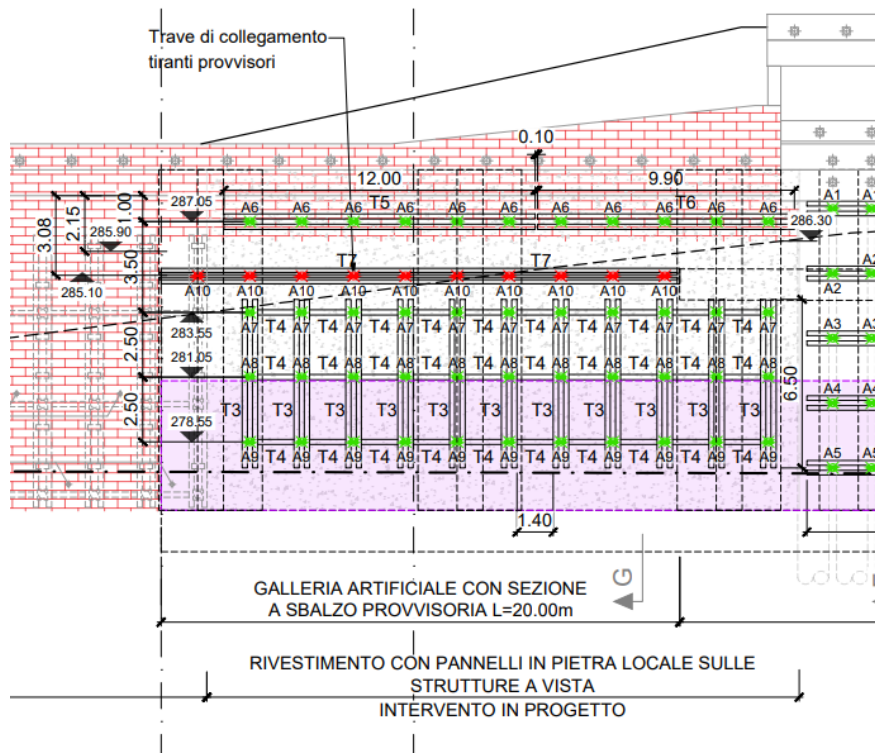 Trave di collegamento
tiranti provvisori
0.10
12.00
9.90
T5
T6
A6 A6 A6 A6 A6 A6 A6 A6 A6 A6 A6
A1 A1
1.00
2.15
3.08
287.05
285.90
286.30
3.50
285.10
T7 T7
A2
A2
A10 A10 A10 A10 A10 A10 A10 A10 A10 A10
283.55
T4 T4 T4 T4 T4 T4 T4 T4 T4 T4
A7 A7 A7 A7 A7 A7 A7 A7 A7 A7 A7
A3 A3
2.50
281.05
T4 T4 T4 T4 T4 T4 T4 T4 T4 T4
A8 A8 A8 A8 A8 A8 A8 A8 A8 A8 A8
6.50
A4 A4
2.50
278.55
T3 T3 T3 T3 T3 T3 T3 T3 T3 T3
T4 T4 T4 T4 T4 T4 T4 T4 T4 T4
A9 A9 A9 A9 A9 A9 A9 A9 A9 A9 A9
A5 A5
1.40
G
GALLERIA ARTIFICIALE CON SEZIONE
A SBALZO PROVVISORIA L=20.00m
RIVESTIMENTO CON PANNELLI IN PIETRA LOCALE SULLE
STRUTTURE A VISTA
INTERVENTO IN PROGETTO